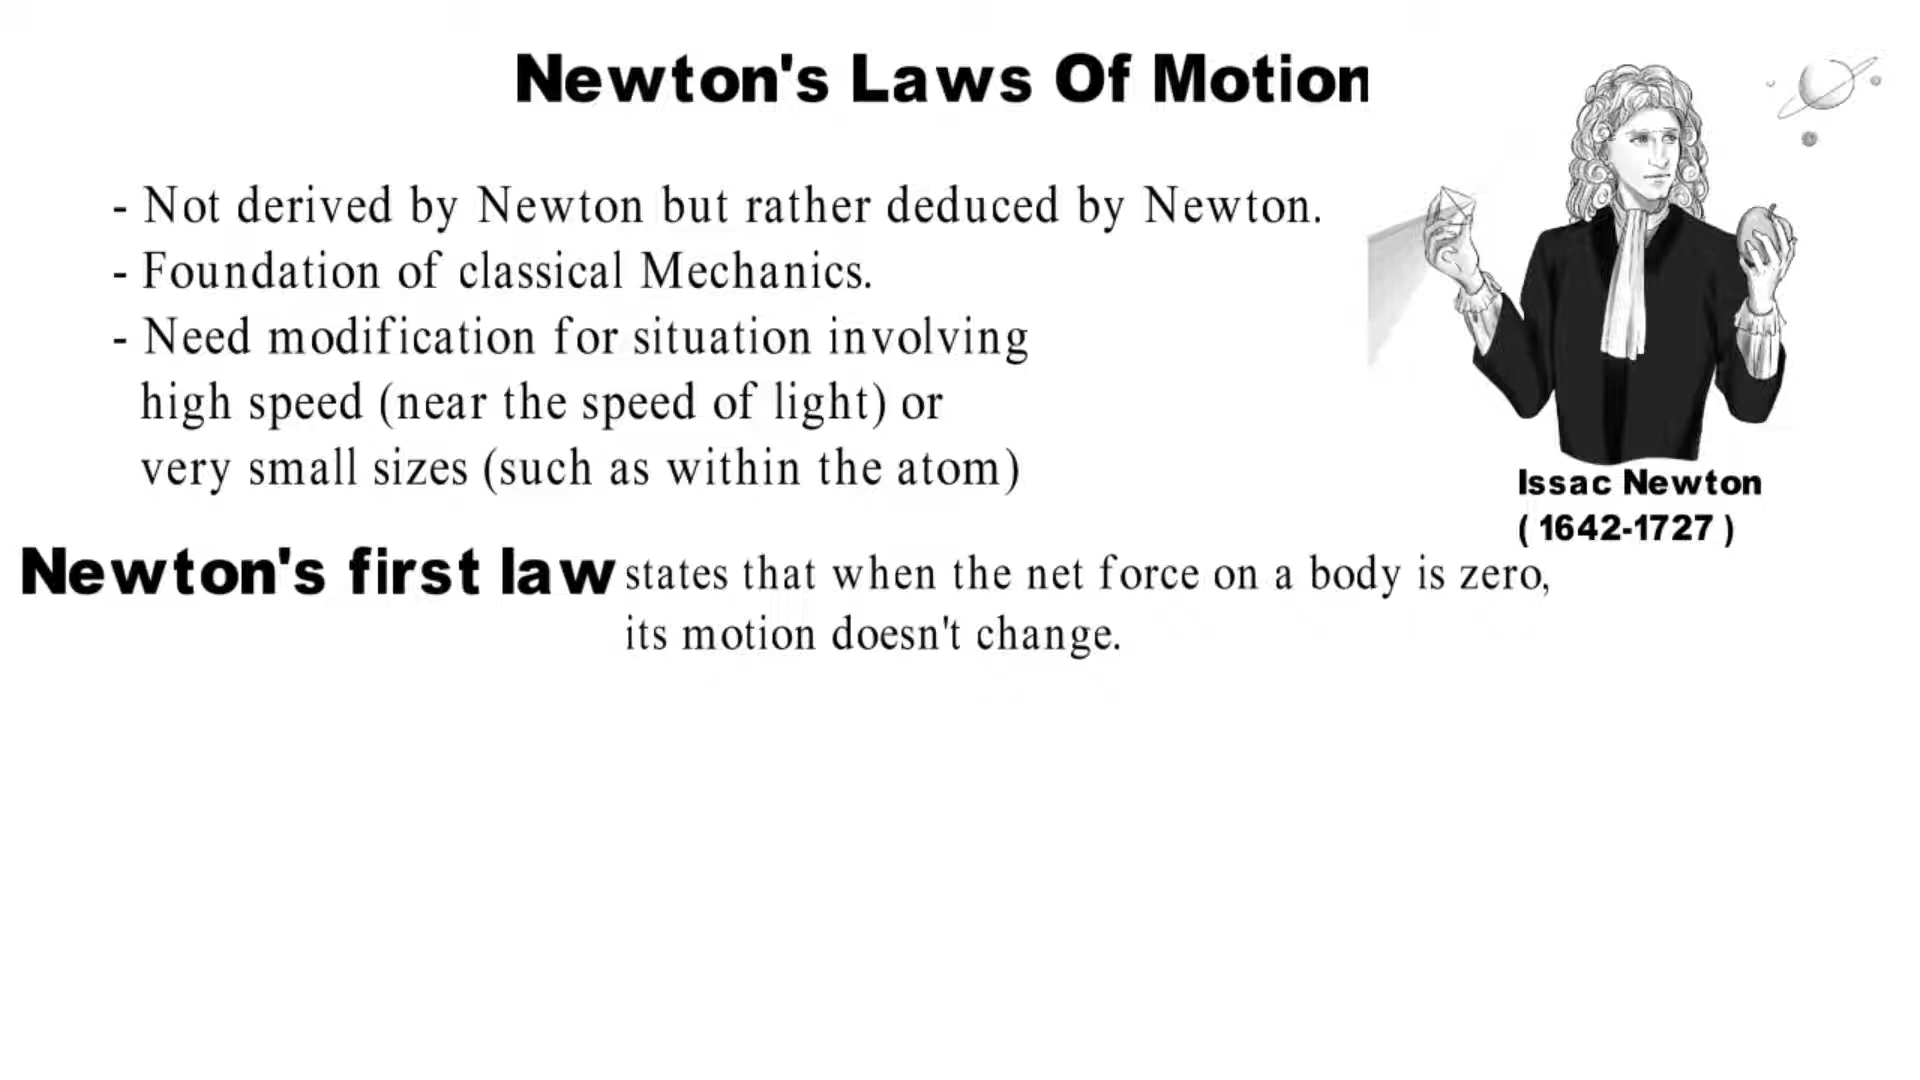 Newton's Laws Of Motion
- Not derived by Newton but rather deduced by Newton.
- Foundation of classical Mechanics.
- Need modification for situation involving
high speed (near the speed of light) or
very small sizes (such as within the atom)
Issac Newton
( 1642-1727 )
Newton's first law states that when the net force on a body is zero,
its motion doesn't change.